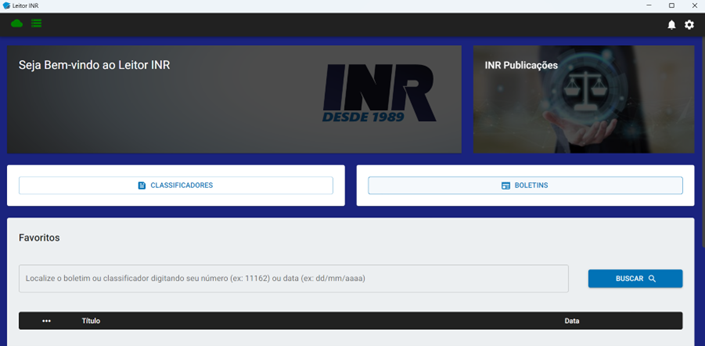 Leitor INR
Seja Bem-vindo ao Leitor INR
INR
DESDE 1989
INR Publicações
CLASSIFICADORES
BOLETINS
Favoritos
Localize o boletim ou classificador digitando seu número (ex: 11162) ou data (ex: dd/mm/aaaa)
BUSCAR
Título
Data